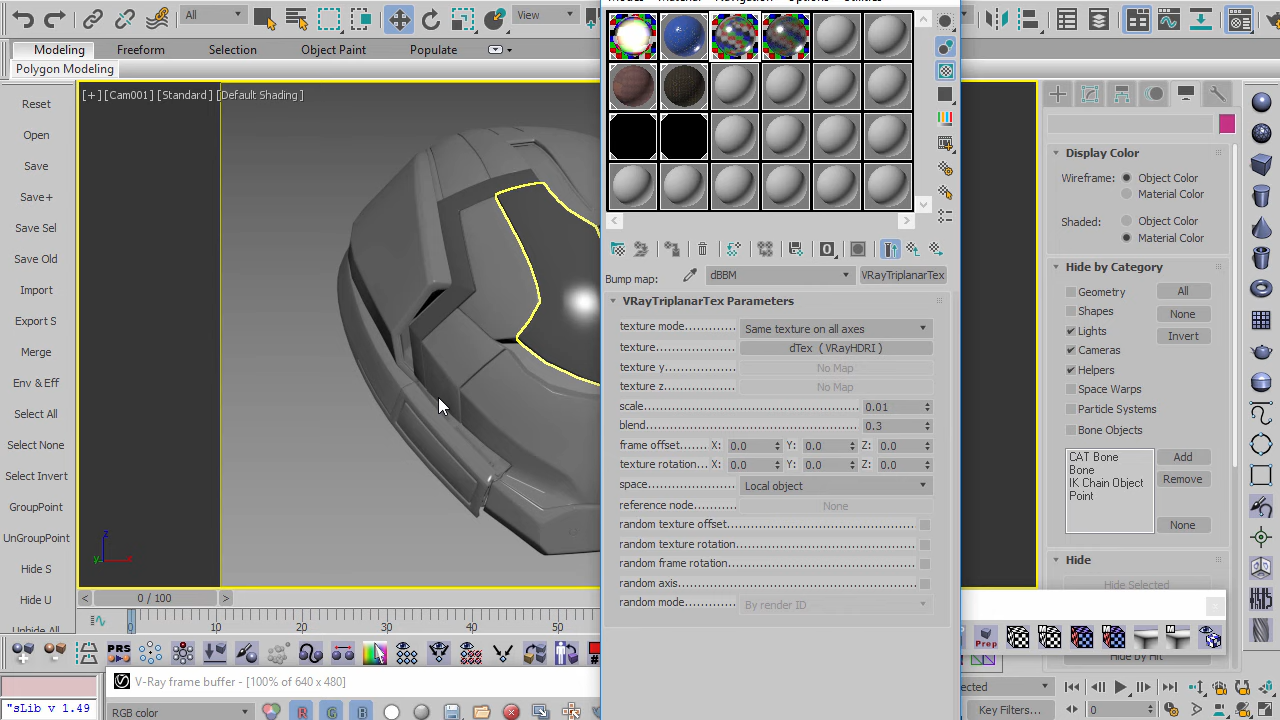 All
View
Modeling
Freeform
Selection
Object Paint
Populate
Polygon Modeling
[+] [Cam001] [Standard] [Default Shading]
Reset
Open
Save
Save+
Save Sel
Save Old
Import
Export S
Merge
Env & Eff
Select All
Select None
Select Invert
GroupPoint
UnGroupPoint
Hide S
Hide U
Unhide All
z
y
x
0 / 100
0
10
20
30
40
50
PRS
"sLib v 1.49
V-Ray frame buffer - [100% of 640 x 480]
RGB color
R
G
B
Modes
Material
Navigation
Options
Utilities
Bump map:
dBBM
VRayTriplanarTex
VRayTriplanarTex Parameters
texture mode............. Same texture on all axes
texture..................... dTex ( VRayHDRI )
texture y.................. No Map
texture z.................. No Map
scale 0.01
blend 0.3
frame offset....... X: 0.0 Y: 0.0 Z: 0.0
texture rotation... X: 0.0 Y: 0.0 Z: 0.0
space Local object
reference node.......... None
random texture offset
random texture rotation
random frame rotation
random axis
random mode By render ID
Display Color
Wireframe: Object Color
Material Color
Shaded: Object Color
Material Color
Hide by Category
Geometry
Shapes
Lights
Cameras
Helpers
Space Warps
Particle Systems
Bone Objects
All
None
Invert
CAT Bone
Bone
IK Chain Object
Point
Add
Remove
None
Hide
Hide Selected
Hide by Hit
Prep
M
Key Filters...
0